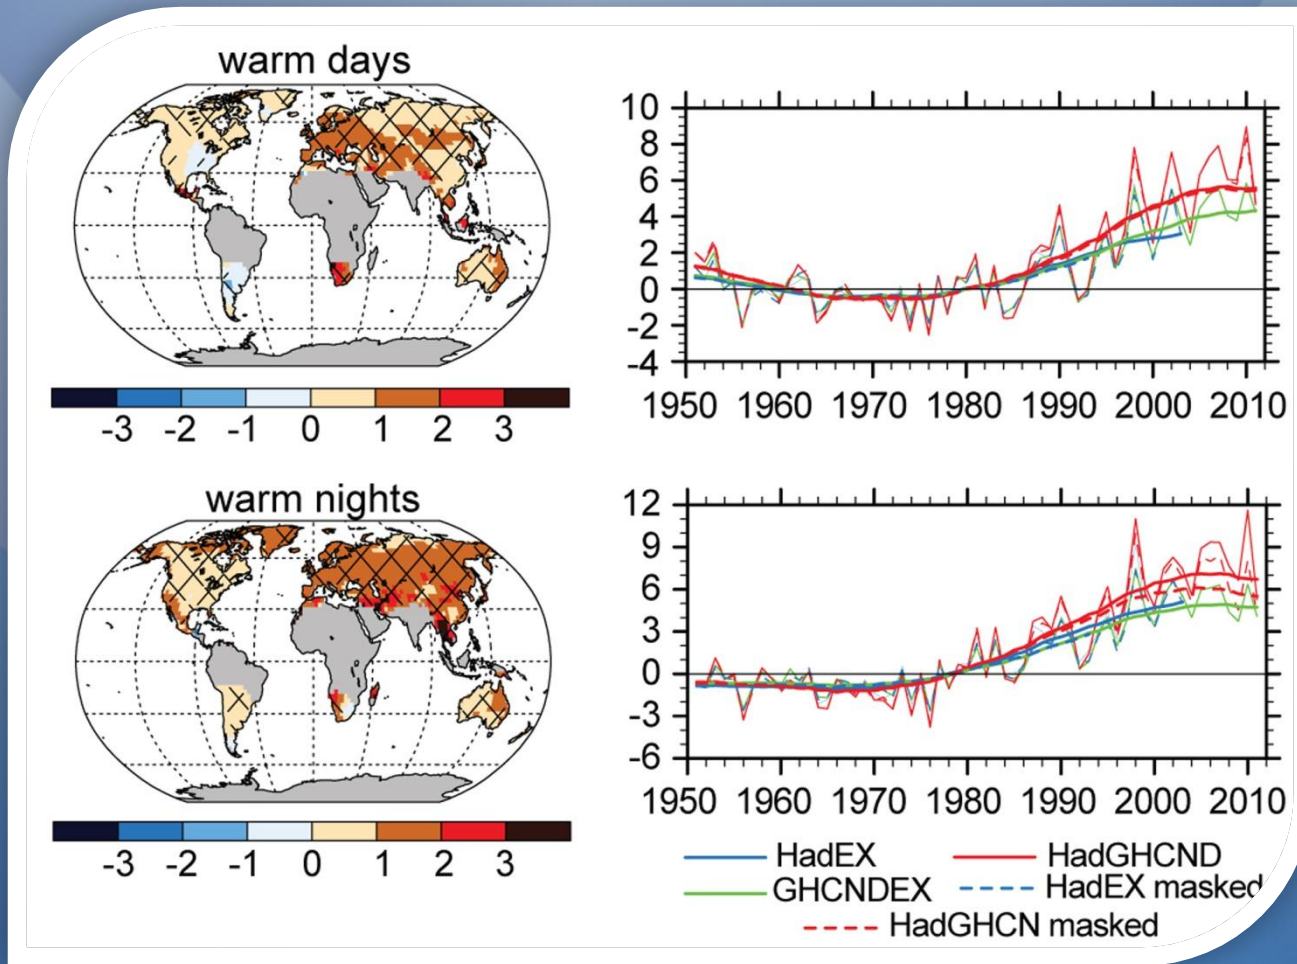 warm days
-3 -2 -1 0 1 2 3
10
8
6
4
2
0
-2
-4
1950 1960 1970 1980 1990 2000 2010
warm nights
-3 -2 -1 0 1 2 3
12
9
6
3
0
-3
-6
1950 1960 1970 1980 1990 2000 2010
HadEX HadGHCND
GHCNDEX HadEX masked
HadGHCN masked